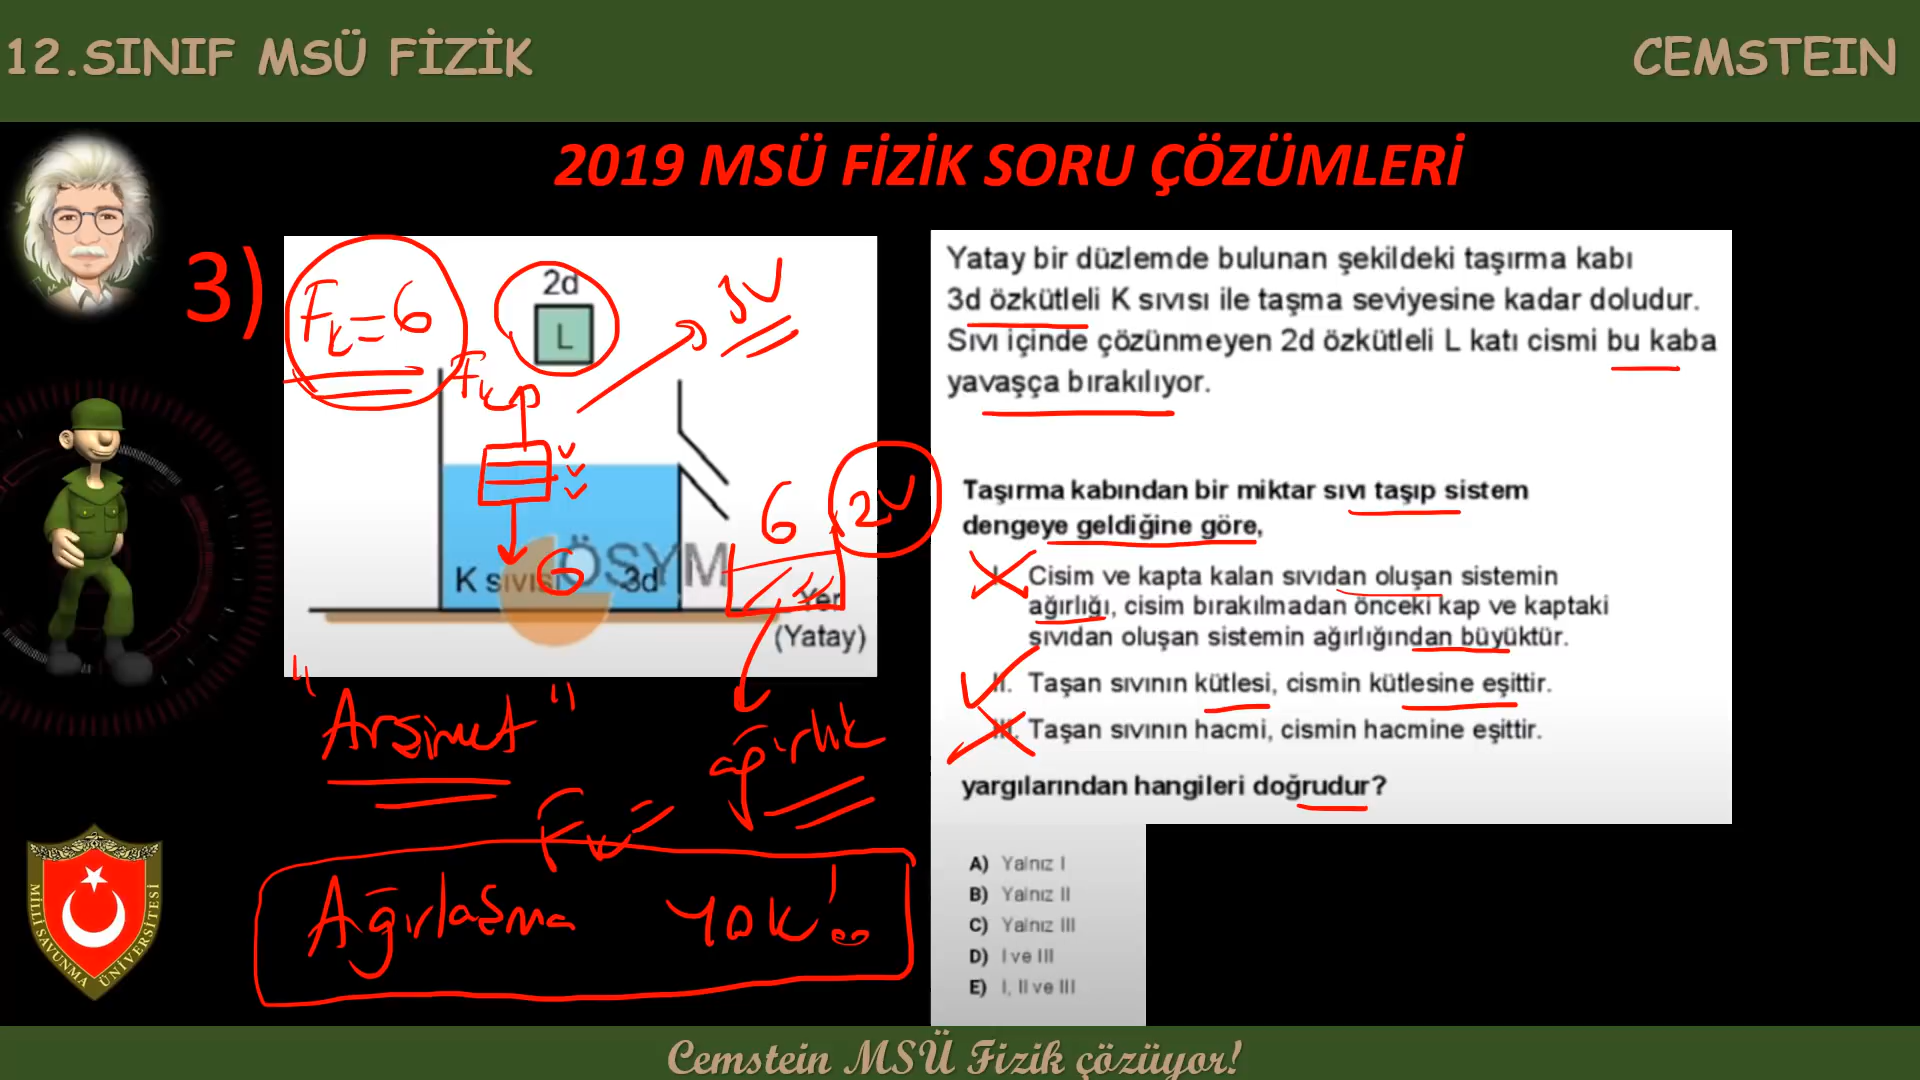 12.SINIF MSÜ FİZİK
CEMSTEIN
2019 MSÜ FİZİK SORU ÇÖZÜMLERİ
3)
Fk=6
2d
L
3V
Fk
v
v
v
6
2V
K sıvısı
G
ÖSYM
3d
Yer
(Yatay)
"Arşimet"
ağırlık
Fk=
Ağırlaşma YOK!
Yatay bir düzlemde bulunan şekildeki taşırma kabı
3d özkütleli K sıvısı ile taşma seviyesine kadar doludur.
Sıvı içinde çözünmeyen 2d özkütleli L katı cismi bu kaba
yavaşça bırakılıyor.
Taşırma kabından bir miktar sıvı taşıp sistem
dengeye geldiğine göre,
I. Cisim ve kapta kalan sıvıdan oluşan sistemin
ağırlığı, cisim bırakılmadan önceki kap ve kaptaki
sıvıdan oluşan sistemin ağırlığından büyüktür.
II. Taşan sıvının kütlesi, cismin kütlesine eşittir.
III. Taşan sıvının hacmi, cismin hacmine eşittir.
yargılarından hangileri doğrudur?
A) Yalnız I
B) Yalnız II
C) Yalnız III
D) I ve III
E) I, II ve III
MİLLİ SAVUNMA ÜNİVERSİTESİ
Cemstein MSÜ Fizik çözüyor!